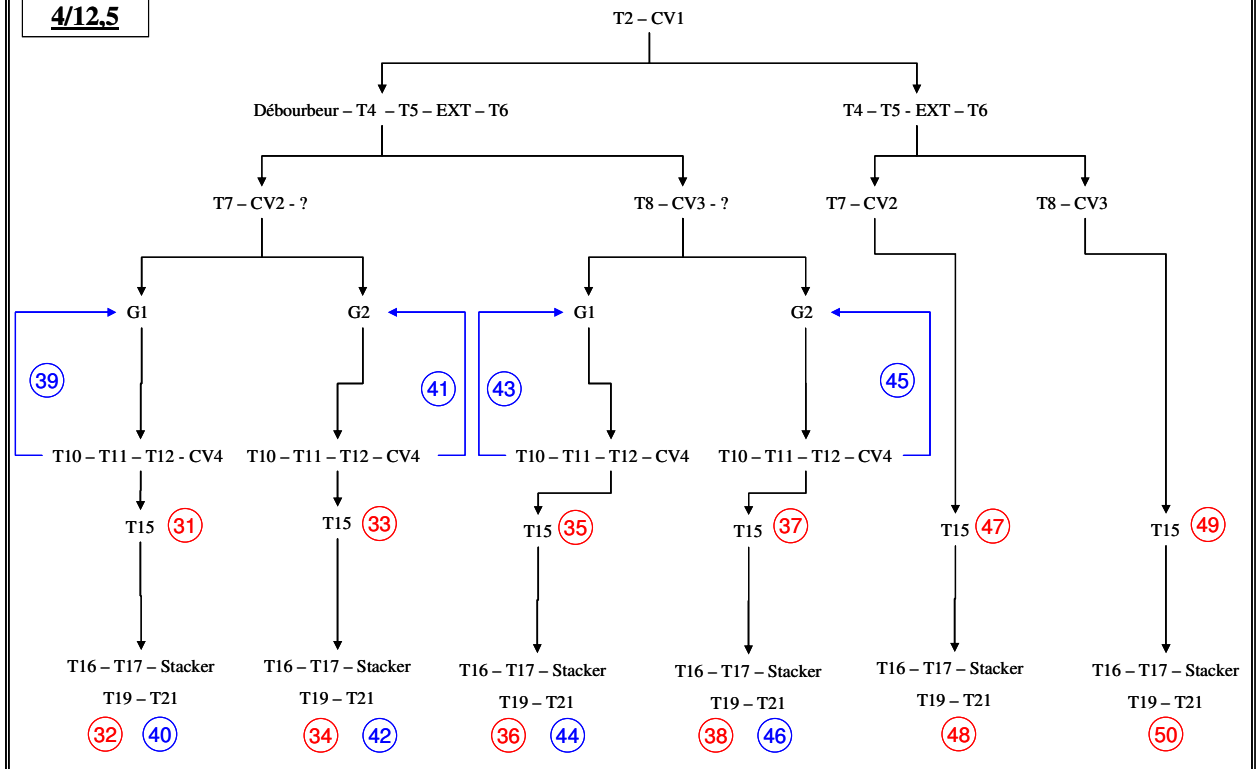 4/12,5
T2 – CV1
Débourbeur – T4 – T5 – EXT – T6
T4 – T5 - EXT – T6
T7 – CV2 - ?
T8 – CV3 - ?
T7 – CV2
T8 – CV3
G1
G2
G1
G2
39
41
43
45
T10 – T11 – T12 - CV4
T10 – T11 – T12 – CV4
T10 – T11 – T12 – CV4
T10 – T11 – T12 – CV4
T15 31
T15 33
T15 35
T15 37
T15 47
T15 49
T16 – T17 – Stacker
T19 – T21
32 40
T16 – T17 – Stacker
T19 – T21
34 42
T16 – T17 – Stacker
T19 – T21
36 44
T16 – T17 – Stacker
T19 – T21
38 46
T16 – T17 – Stacker
T19 – T21
48
T16 – T17 – Stacker
T19 – T21
50